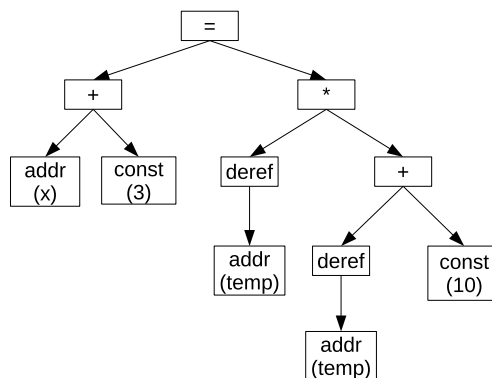 =
+
*
addr
(x)
const
(3)
deref
+
addr
(temp)
deref
const
(10)
addr
(temp)